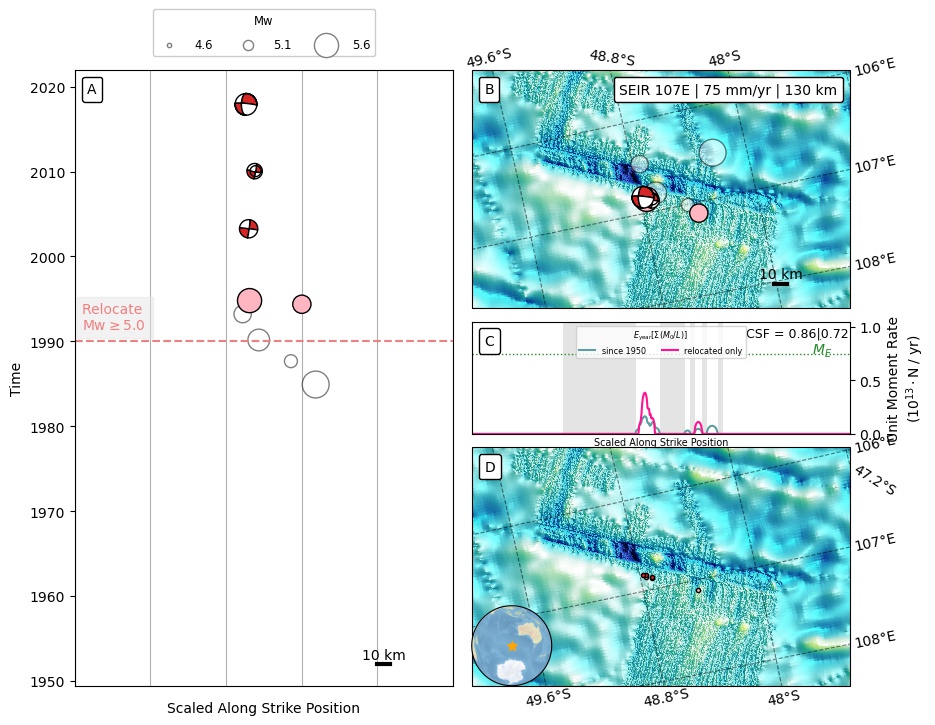 Mw
4.6 5.1 5.6
A
2020
2010
2000
1990
1980
1970
1960
1950
Time
Relocate
Mw ≥ 5.0
10 km
Scaled Along Strike Position
49.6°S 48.8°S 48°S
106°E
107°E
108°E
B
SEIR 107E | 75 mm/yr | 130 km
10 km
C
E_year[Σ(M_0/L)]
since 1950 relocated only
CSF = 0.86|0.72
M_E
1.0
0.5
0.0
Unit Moment Rate
(10^13 · N / yr)
Scaled Along Strike Position
D
106°E
47.2°S
107°E
108°E
49.6°S 48.8°S 48°S